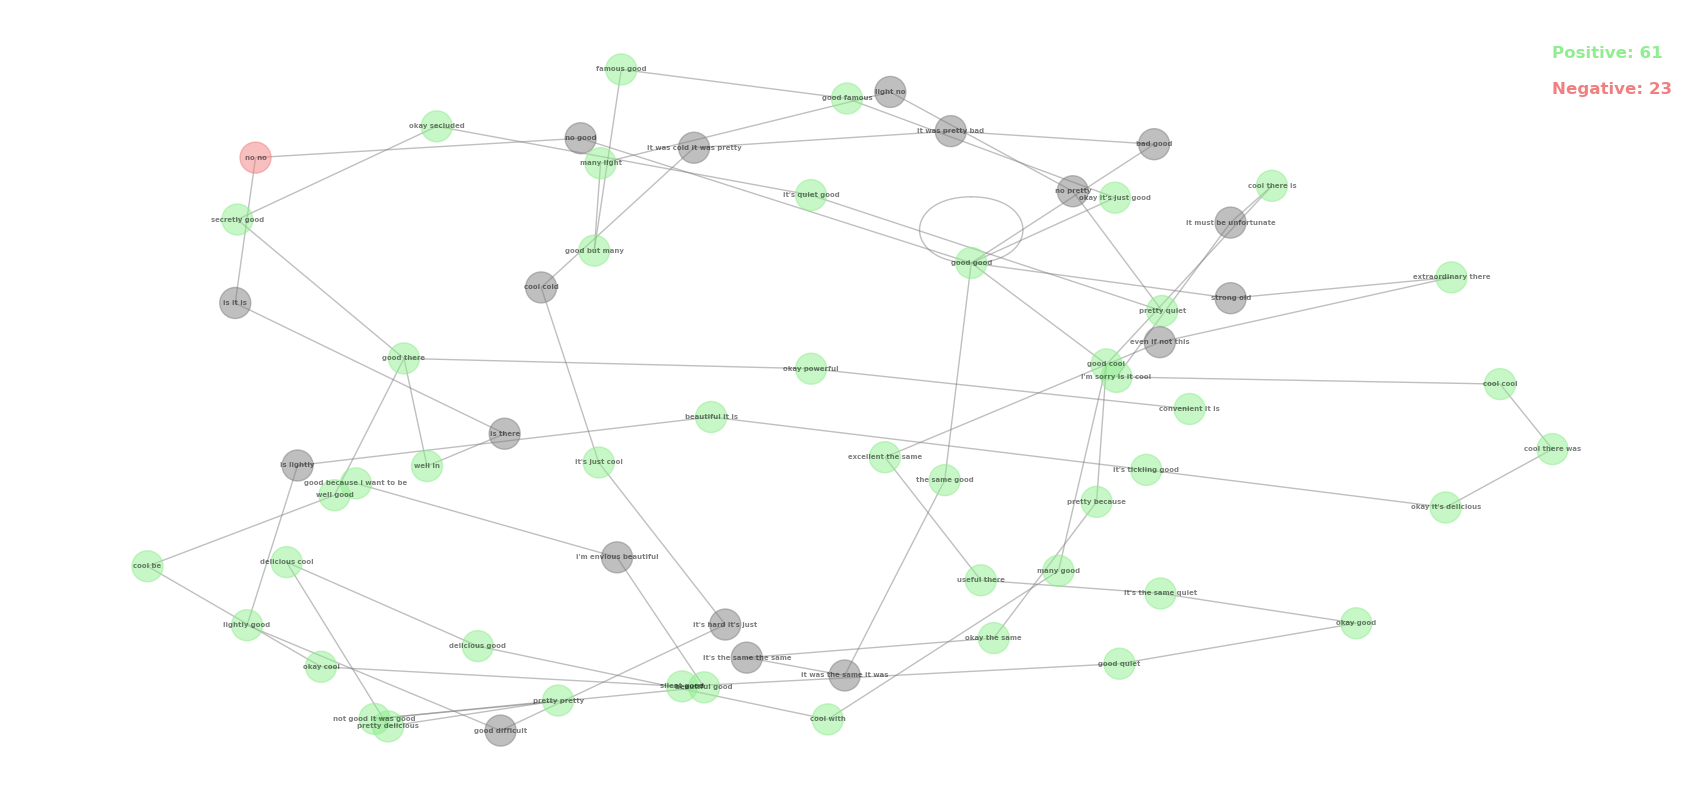 Positive: 61
famous good
Negative: 23
light no
good famous
okay secluded
it was pretty bad
no good
bad good
it was cold it was pretty
no no
many light
cool there is
no pretty
it's quiet good
okay it's just good
secretly good
it must be unfortunate
good but many
good good
extraordinary there
cool cold
strong old
is it is
pretty quiet
even if not this
good there
good cool
okay powerful
i'm sorry is it cool
cool cool
convenient it is
beautiful it is
is there
cool there was
excellent the same
it's just cool
is lightly
well in
it's tickling good
the same good
good because i want to be
well good
pretty because
okay it's delicious
i'm envious beautiful
delicious cool
cool be
many good
useful there
it's the same quiet
okay good
lightly good
it's hard it's just
okay the same
delicious good
it's the same the same
good quiet
okay cool
it was the same it was
silent good
beautiful good
pretty pretty
not good it was good
cool with
pretty delicious
good difficult